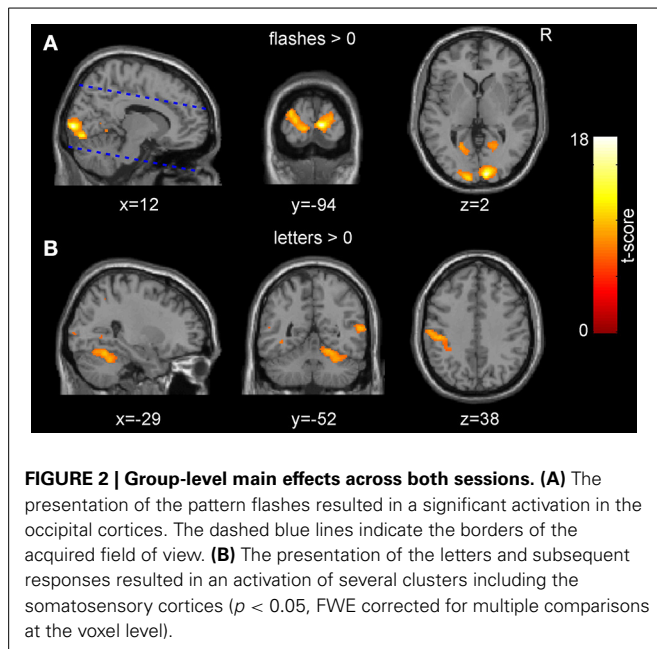 A
flashes > 0
R
x=12
y=-94
z=2
18
t-score
0
B
letters > 0
x=-29
y=-52
z=38
FIGURE 2 | Group-level main effects across both sessions. (A) The
presentation of the pattern flashes resulted in a significant activation in the
occipital cortices. The dashed blue lines indicate the borders of the
acquired field of view. (B) The presentation of the letters and subsequent
responses resulted in an activation of several clusters including the
somatosensory cortices (p < 0.05, FWE corrected for multiple comparisons
at the voxel level).